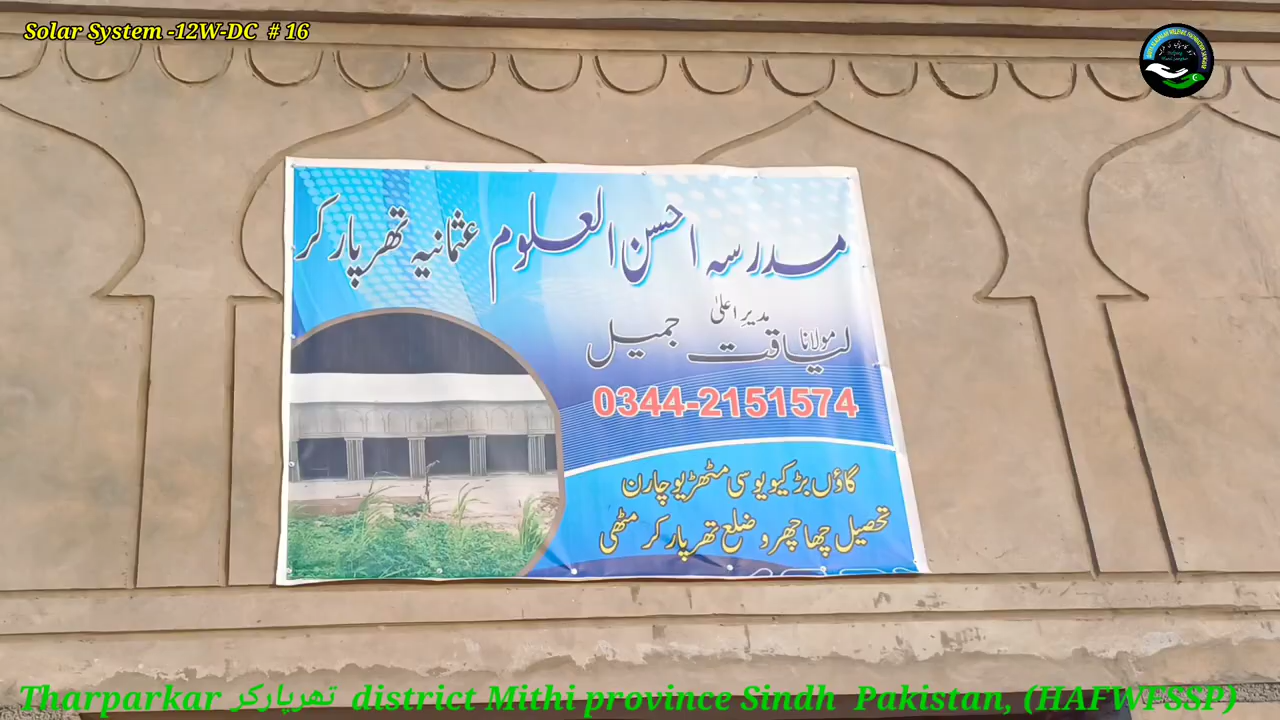 Solar System -12W-DC # 16
مدرسہ احسن العلوم عثمانیہ تھرپارکر
مدیرِ اعلیٰ
مولانا لیاقت جمیل
0344-2151574
گاؤں بڑکیو یوسی مٹھڑیو چارن
تحصیل چھاچھرو ضلع تھرپارکر مٹھی
Tharparkar تھرپارکر district Mithi province Sindh Pakistan, (HAFWFSSP)